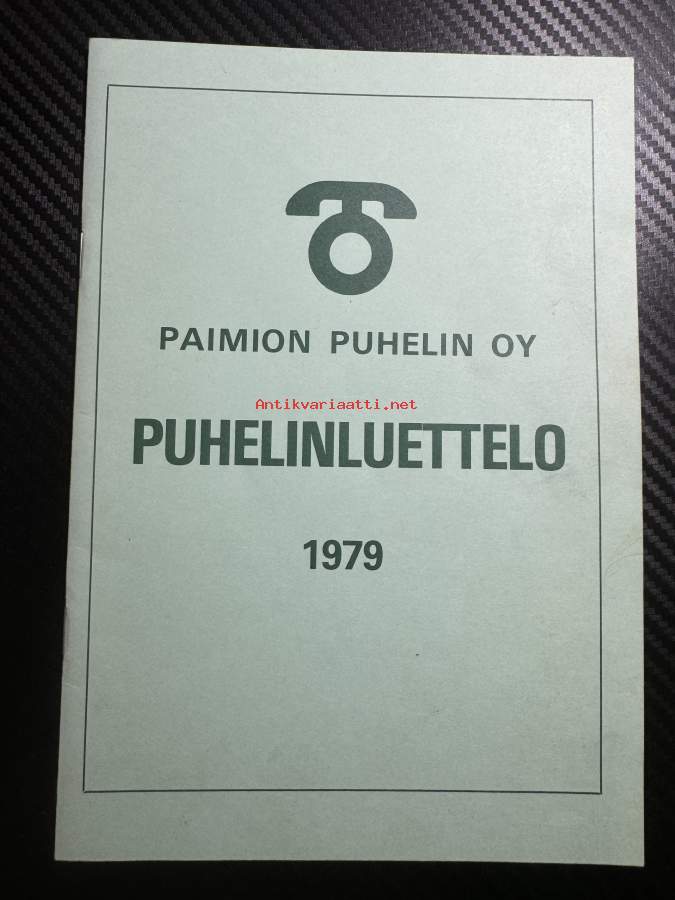 PAIMION PUHELIN OY
Antikvariaatti.net
PUHELINLUETTELO
1979